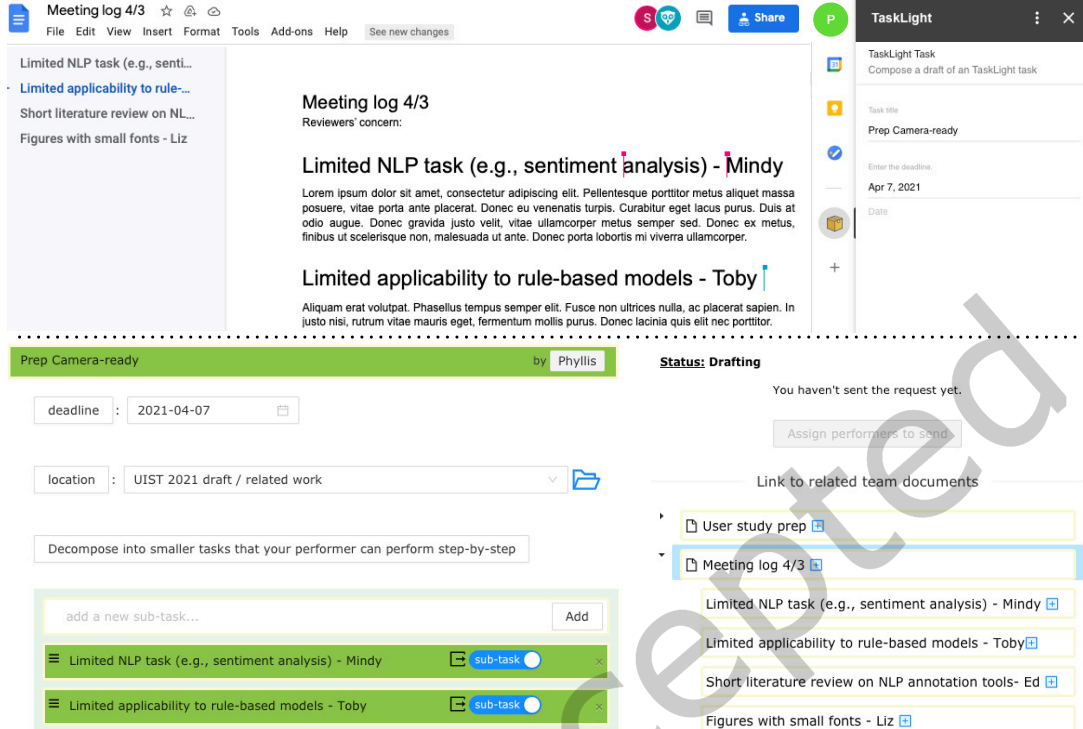 Meeting log 4/3
File Edit View Insert Format Tools Add-ons Help See new changes
S
Share
P
TaskLight
Limited NLP task (e.g., senti...
Limited applicability to rule-...
Short literature review on NL...
Figures with small fonts - Liz
Meeting log 4/3
Reviewers' concern:
Limited NLP task (e.g., sentiment analysis) - Mindy
Lorem ipsum dolor sit amet, consectetur adipiscing elit. Pellentesque porttitor metus aliquet massa
posuere, vitae porta ante placerat. Donec eu venenatis turpis. Curabitur eget lacus purus. Duis at
odio augue. Donec gravida justo velit, vitae ullamcorper metus semper sed. Donec ex metus,
finibus ut scelerisque non, malesuada ut ante. Donec porta lobortis mi viverra ullamcorper.
Limited applicability to rule-based models - Toby
Aliquam erat volutpat. Phasellus tempus semper elit. Fusce non ultrices nulla, ac placerat sapien. In
justo nisi, rutrum vitae mauris eget, fermentum mollis purus. Donec lacinia quis elit nec porttitor.
31
TaskLight Task
Compose a draft of an TaskLight task
Task title
Prep Camera-ready
Enter the deadline.
Apr 7, 2021
Date
Prep Camera-ready by Phyllis
deadline : 2021-04-07
location : UIST 2021 draft / related work
Decompose into smaller tasks that your performer can perform step-by-step
add a new sub-task... Add
Limited NLP task (e.g., sentiment analysis) - Mindy sub-task
Limited applicability to rule-based models - Toby sub-task
Status: Drafting
You haven't sent the request yet.
Assign performers to send
Link to related team documents
User study prep
Meeting log 4/3
Limited NLP task (e.g., sentiment analysis) - Mindy
Limited applicability to rule-based models - Toby
Short literature review on NLP annotation tools- Ed
Figures with small fonts - Liz
cepted